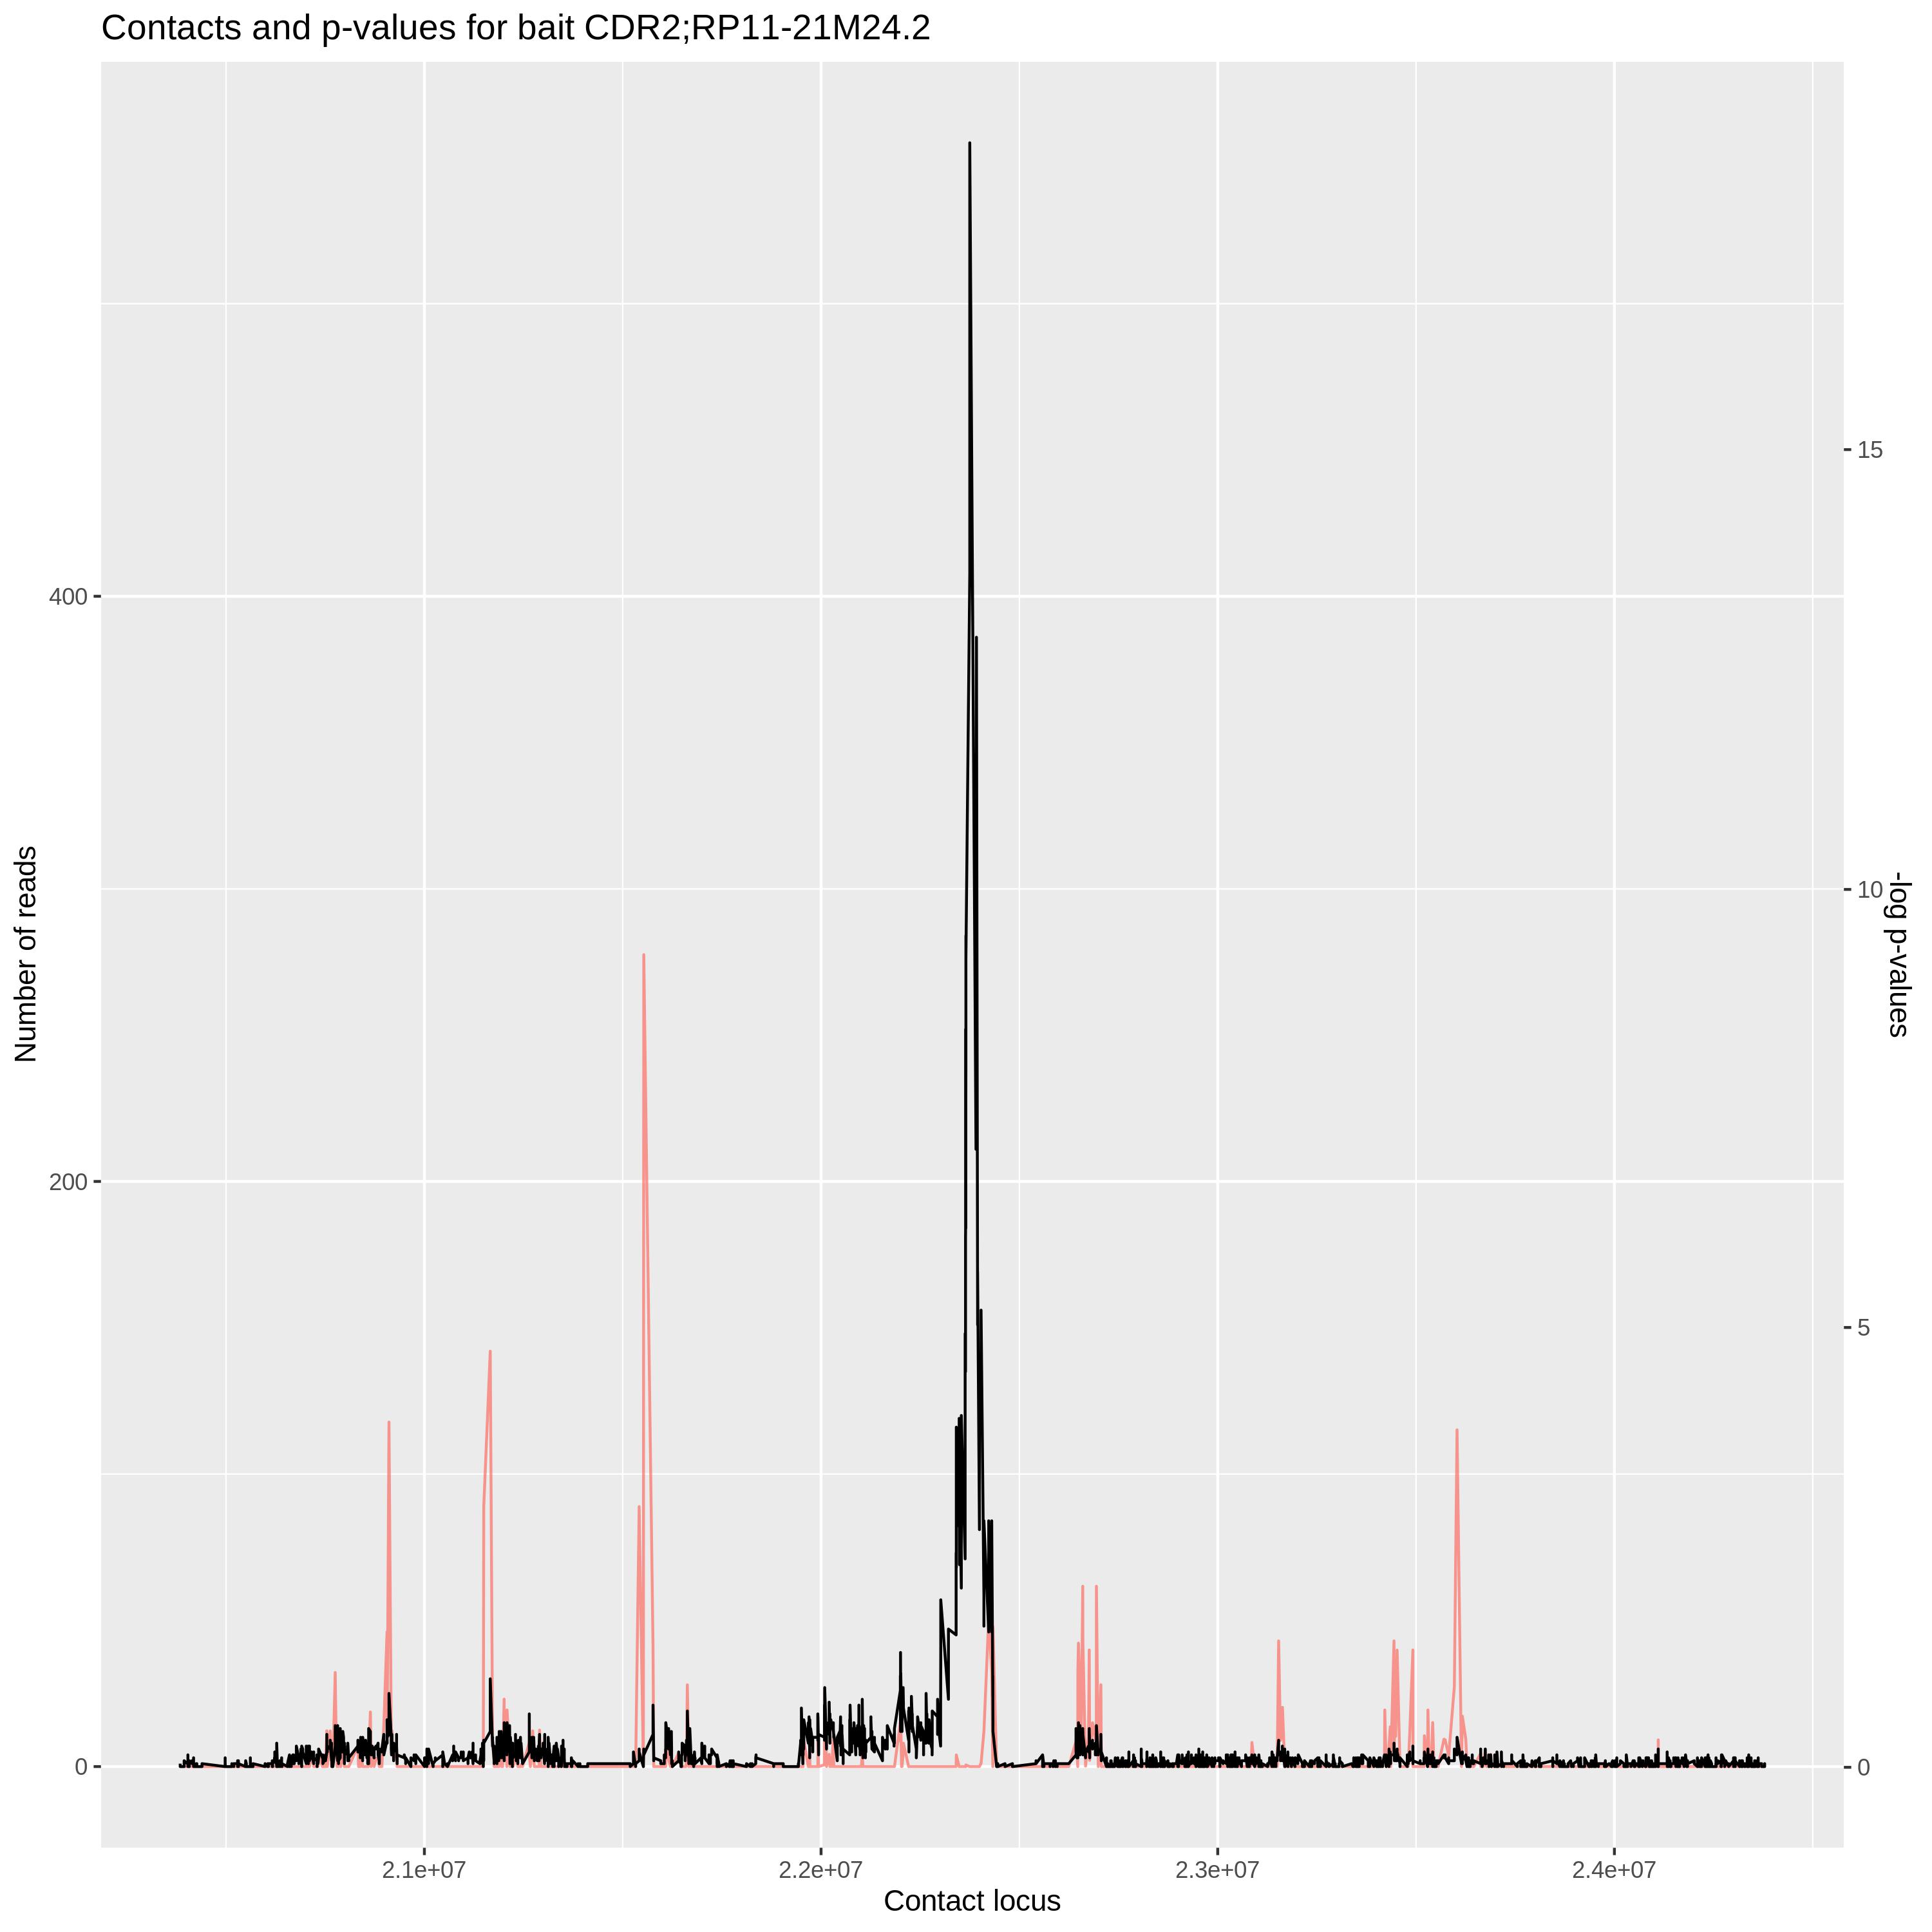 Contacts and p-values for bait CDR2;RP11-21M24.2
Number of reads
400
200
0
15
10
5
0
-log p-values
2.1e+07 2.2e+07 2.3e+07 2.4e+07
Contact locus